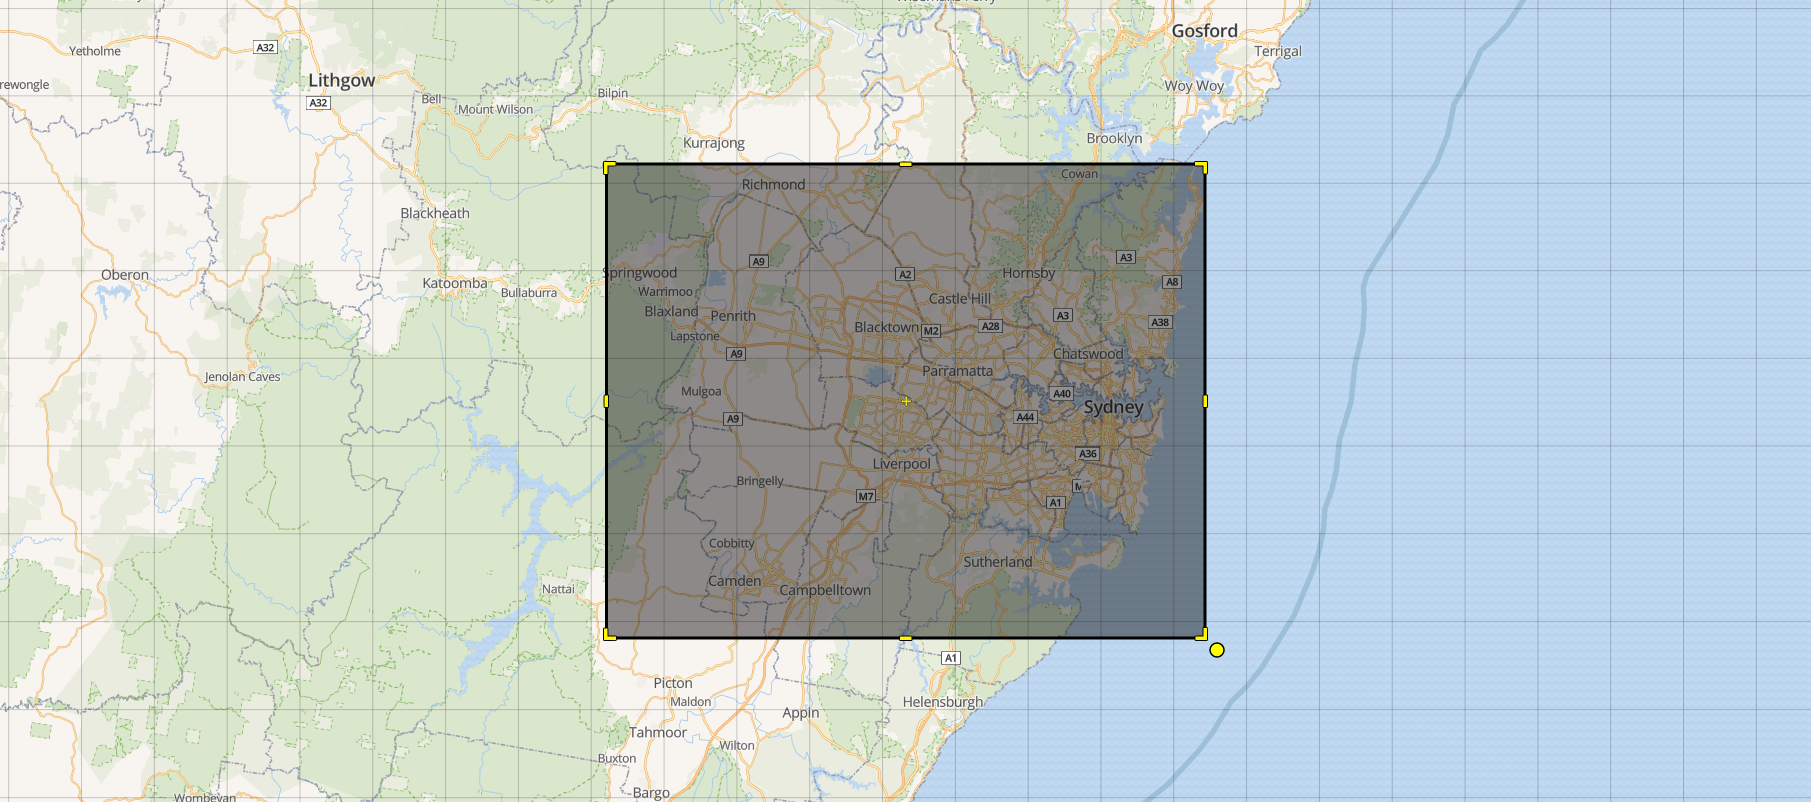 Gosford
Terrigal
Yetholme
A32
Lithgow
A32
Bell
Mount Wilson
Bilpin
Woy Woy
Kurrajong
Brooklyn
Cowan
Richmond
Blackheath
Oberon
Katoomba
Bullaburra
Springwood
Warrimoo
Blaxland
Penrith
Lapstone
A9
A2
Hornsby
A3
A8
Castle Hill
Blacktown
M2
A28
A3
A38
A9
Chatswood
Parramatta
Jenolan Caves
Mulgoa
A9
A40
Sydney
A44
A36
Liverpool
Bringelly
M7
A1
Cobbitty
Camden
Campbelltown
Sutherland
Nattai
A1
Picton
Maldon
Appin
Helensburgh
Tahmoor
Wilton
Buxton
Bargo